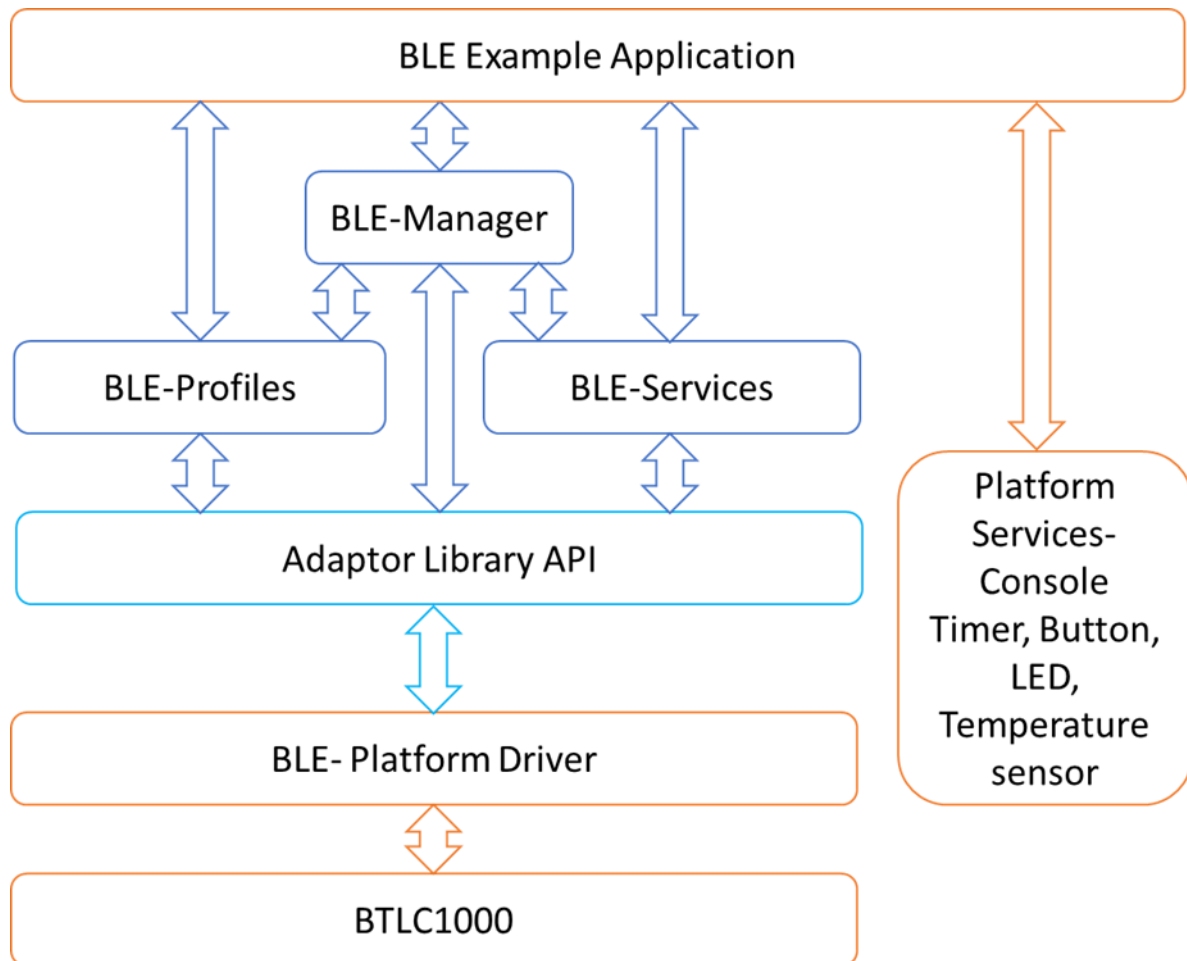 BLE Example Application
BLE-Manager
BLE-Profiles
BLE-Services
Adaptor Library API
Platform
Services-
Console
Timer, Button,
LED,
Temperature
sensor
BLE- Platform Driver
BTLC1000